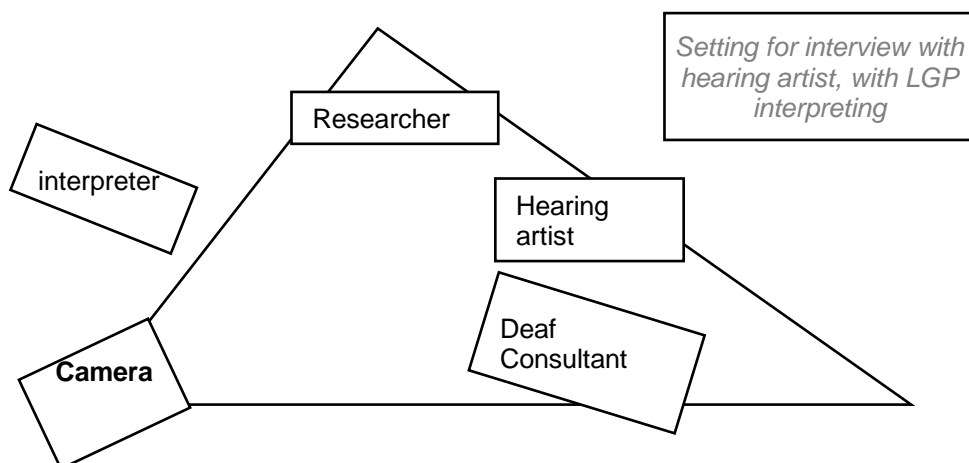 Setting for interview with
hearing artist, with LGP
interpreting
Researcher
interpreter
Hearing
artist
Deaf
Consultant
Camera